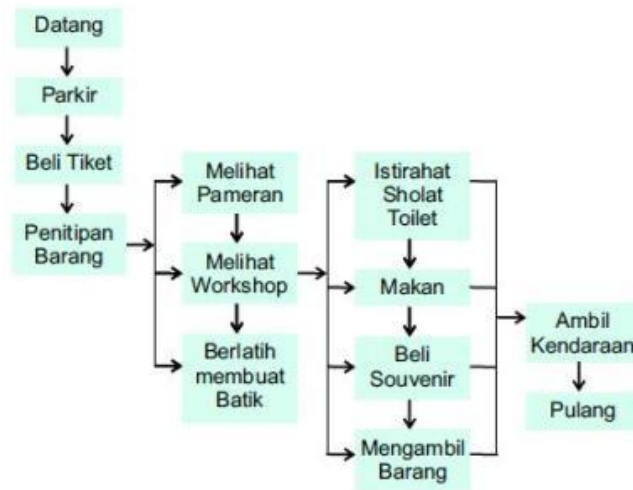 Datang
Parkir
Beli Tiket
Penitipan
Barang
Melihat
Pameran
Melihat
Workshop
Berlatih
membuat
Batik
Istirahat
Sholat
Toilet
Makan
Beli
Souvenir
Mengambil
Barang
Ambil
Kendaraan
Pulang